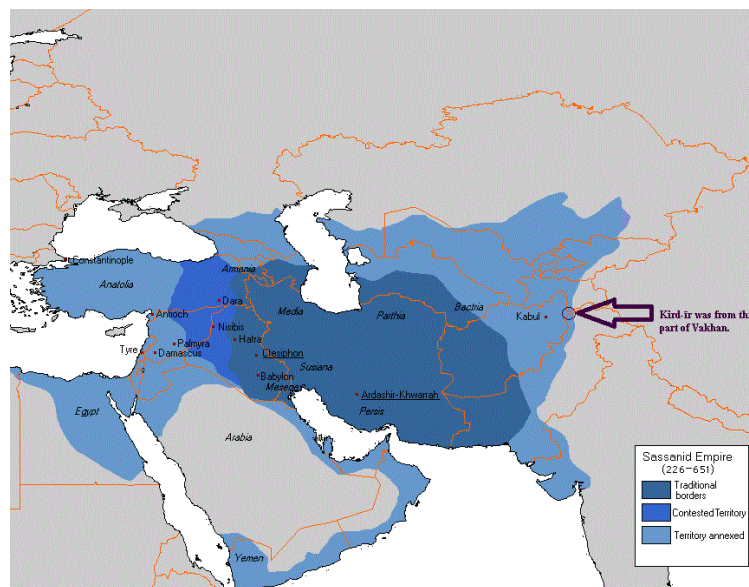 Constantinople
Anatolia
Armenia
Dara
Antioch
Media
Parthia
Bactria
Kabul
Kird-ir was from this
part of Vakhan.
Nisibis
Hatra
Palmyra
Tyre
Damascus
Ctesiphon
Susiana
Babylon
Mesene
Ardashir-Khwarrah
Persis
Egypt
Arabia
Yemen
Sassanid Empire
(226-651)
Traditional
borders
Contested Territory
Territory annexed